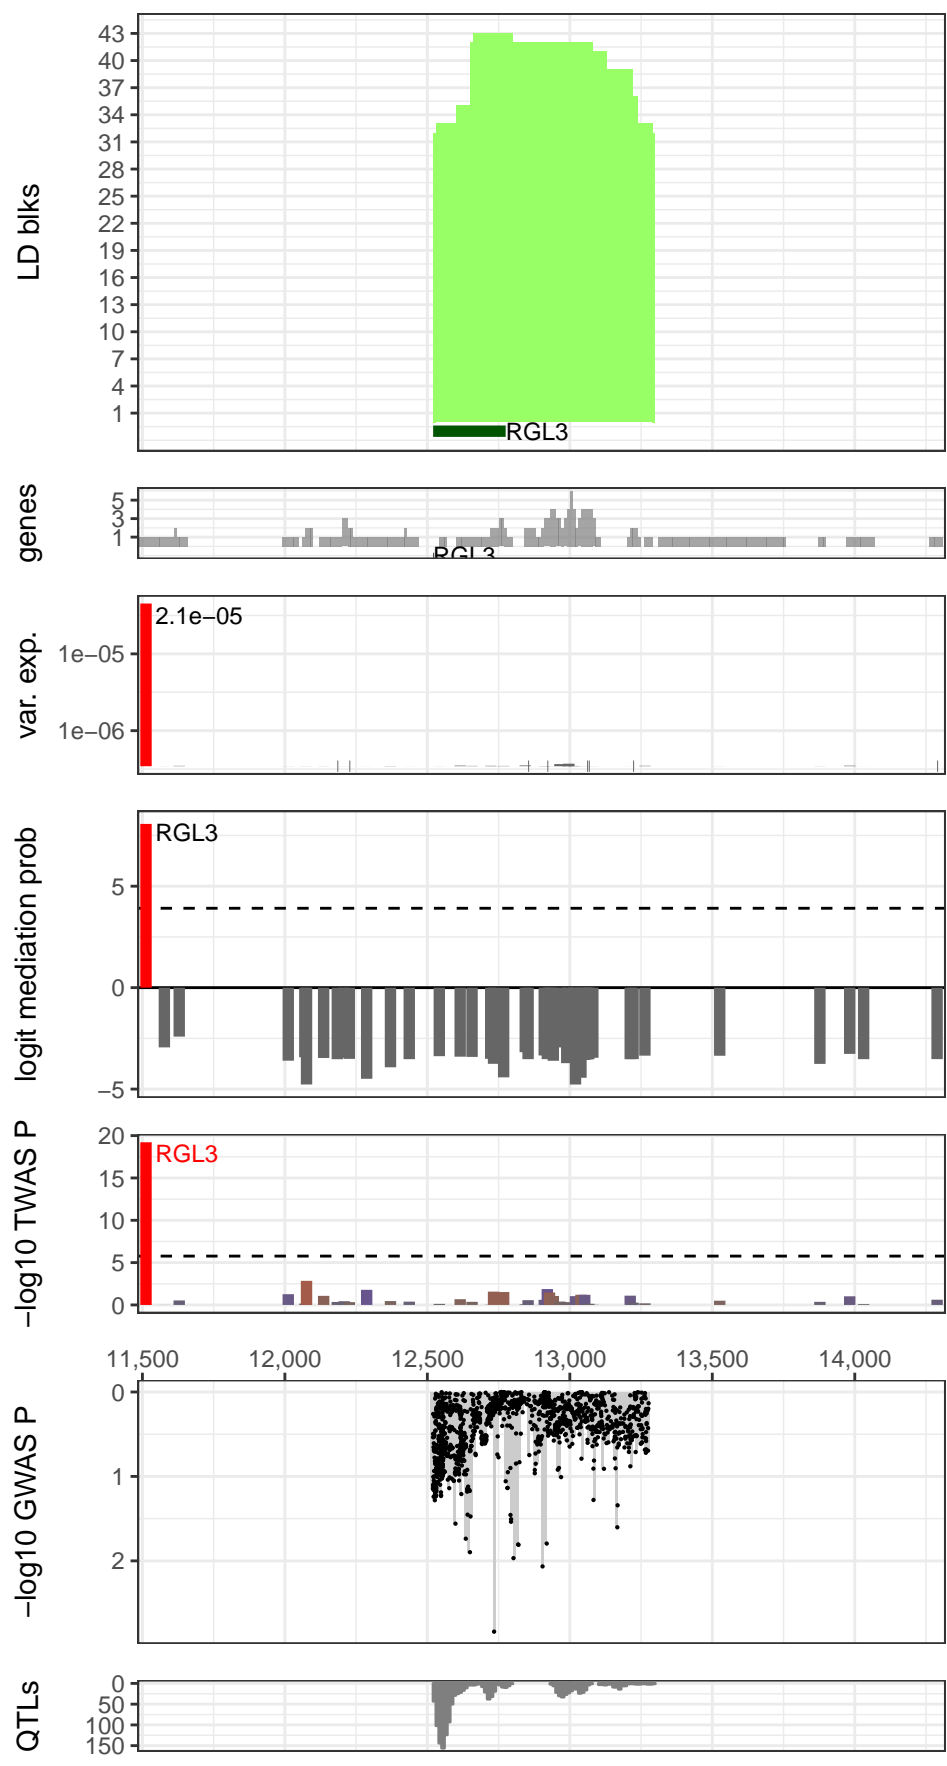 LD blks
43
40
37
34
31
28
25
22
19
16
13
10
7
4
1
RGL3
genes
5
3
1
RGL3
var. exp.
1e−05
1e−06
2.1e−05
logit mediation prob
5
0
−5
RGL3
−log10 TWAS P
20
15
10
5
0
RGL3
11,500 12,000 12,500 13,000 13,500 14,000
−log10 GWAS P
0
1
2
QTLs
0
50
100
150